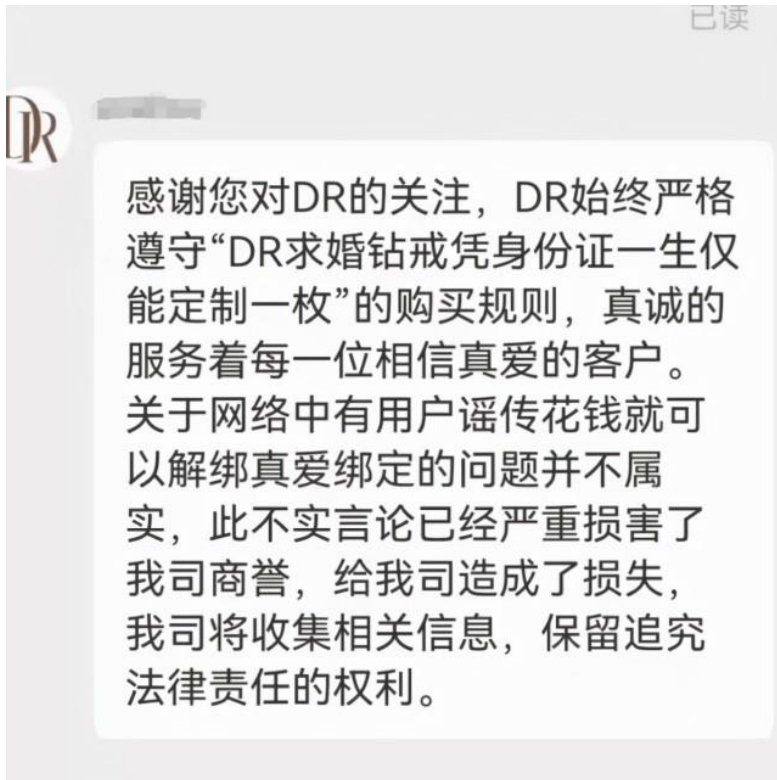 已读
DR
感谢您对DR的关注，DR始终严格
遵守“DR求婚钻戒凭身份证一生仅
能定制一枚”的购买规则，真诚的
服务着每一位相信真爱的客户。
关于网络中有用户谣传花钱就可
以解绑真爱绑定的问题并不属
实，此不实言论已经严重损害了
我司商誉，给我司造成了损失，
我司将收集相关信息，保留追究
法律责任的权利。